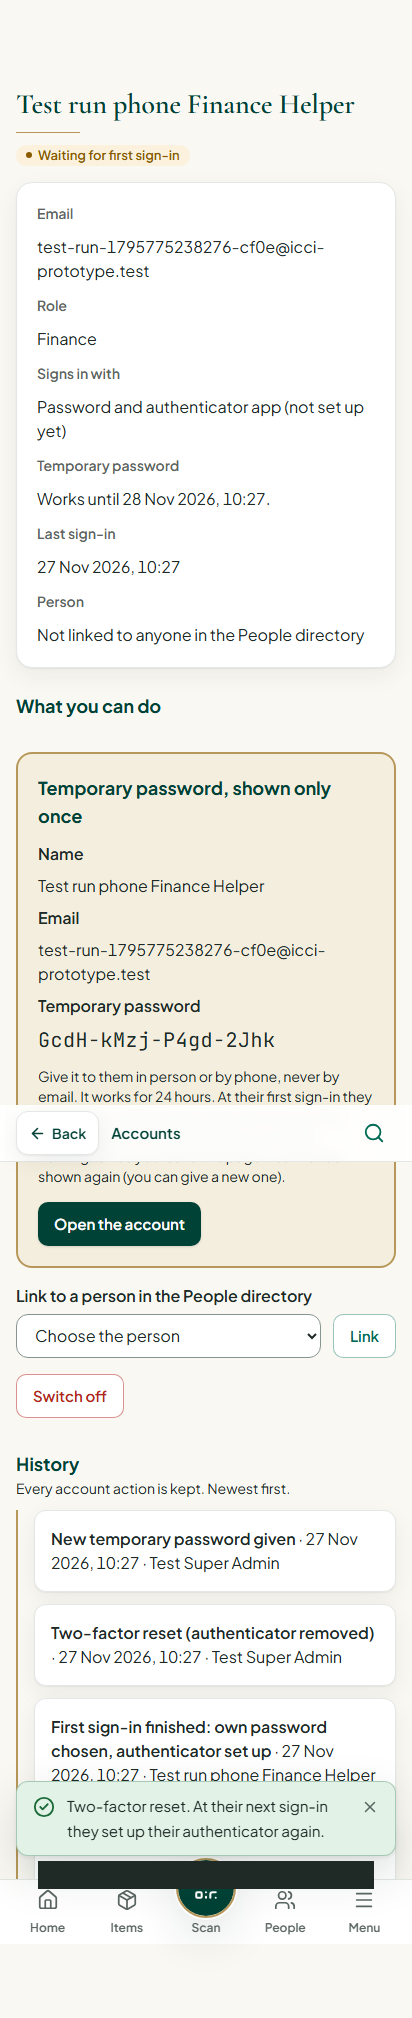 Test run phone Finance Helper
Waiting for first sign-in
Email
test-run-1795775238276-cf0e@icci-
prototype.test
Role
Finance
Signs in with
Password and authenticator app (not set up
yet)
Temporary password
Works until 28 Nov 2026, 10:27.
Last sign-in
27 Nov 2026, 10:27
Person
Not linked to anyone in the People directory
What you can do
Temporary password, shown only
once
Name
Test run phone Finance Helper
Email
test-run-1795775238276-cf0e@icci-
prototype.test
Temporary password
GcdH-kMzj-P4gd-2Jhk
Give it to them in person or by phone, never by
email. It works for 24 hours. At their first sign-in they
Back
Accounts
shown again (you can give a new one).
Open the account
Link to a person in the People directory
Choose the person
Link
Switch off
History
Every account action is kept. Newest first.
New temporary password given · 27 Nov
2026, 10:27 · Test Super Admin
Two-factor reset (authenticator removed)
· 27 Nov 2026, 10:27 · Test Super Admin
First sign-in finished: own password
chosen, authenticator set up · 27 Nov
2026, 10:27 · Test run phone Finance Helper
Two-factor reset. At their next sign-in
they set up their authenticator again.
Home
Items
Scan
People
Menu